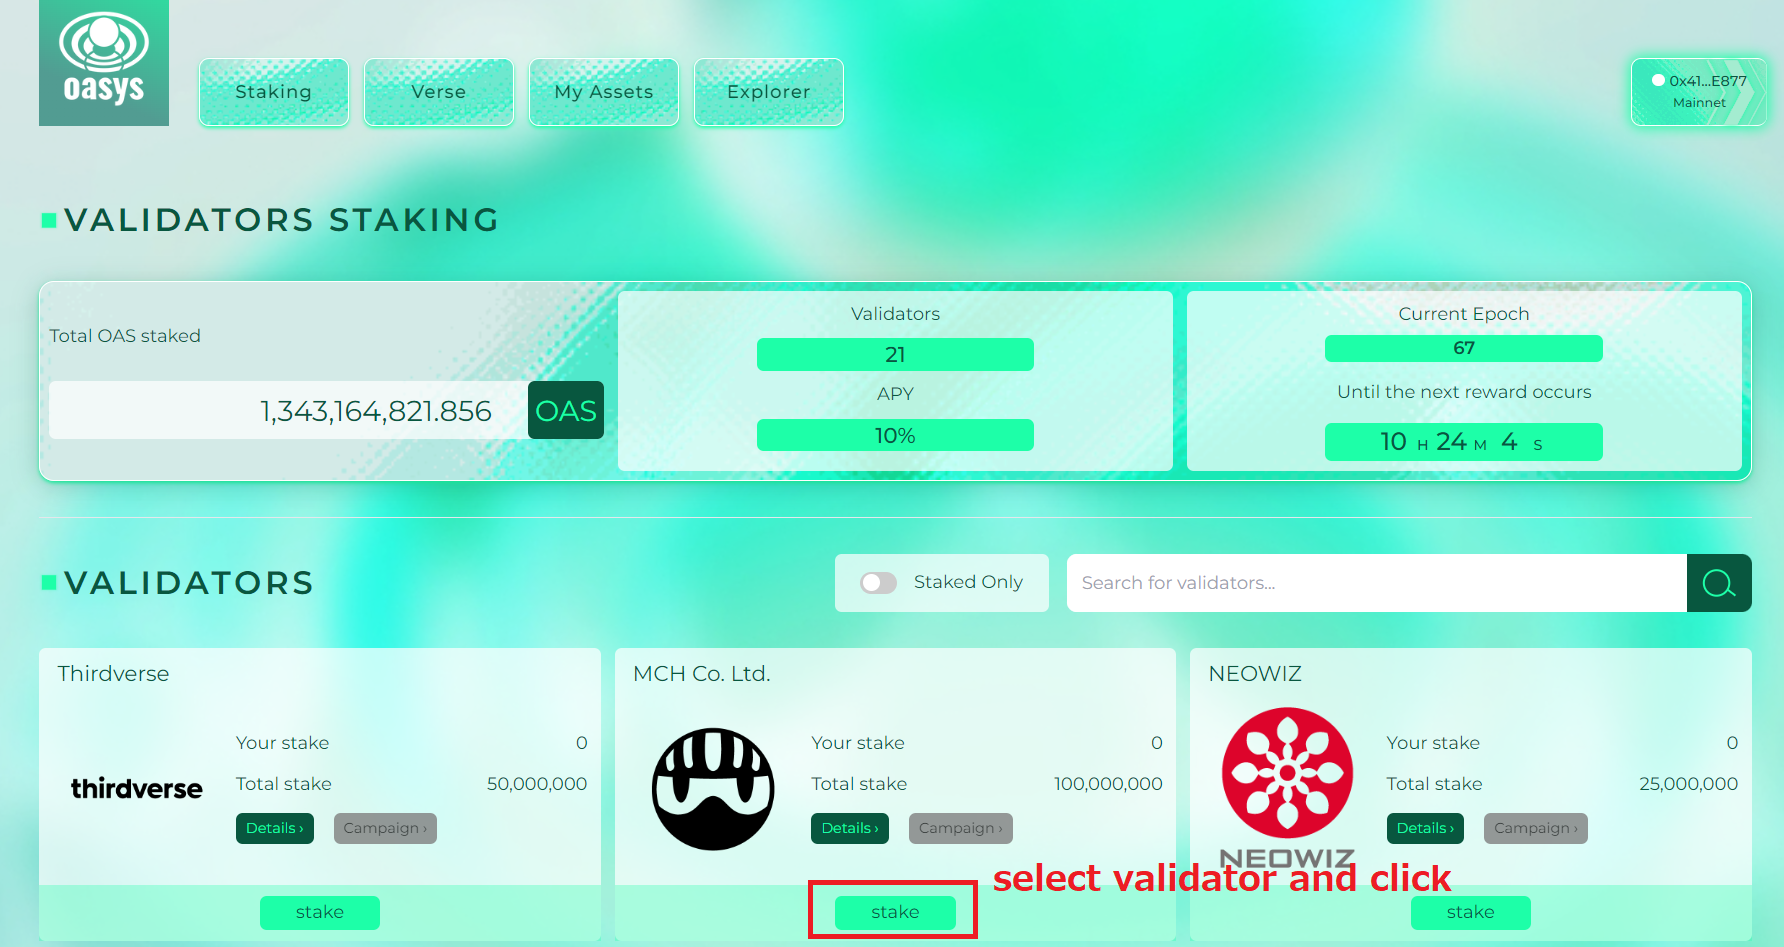 oasys
Staking
Verse
My Assets
Explorer
0x41...E877
Mainnet
VALIDATORS STAKING
Total OAS staked
1,343,164,821.856 OAS
Validators
21
APY
10%
Current Epoch
67
Until the next reward occurs
10 H 24 M 4 S
VALIDATORS
Staked Only
Search for validators...
Thirdverse
thirdverse
Your stake 0
Total stake 50,000,000
Details ›
Campaign ›
stake
MCH Co. Ltd.
Your stake 0
Total stake 100,000,000
Details ›
Campaign ›
stake
NEOWIZ
NEOWIZ
Your stake 0
Total stake 25,000,000
Details ›
Campaign ›
select validator and click
stake